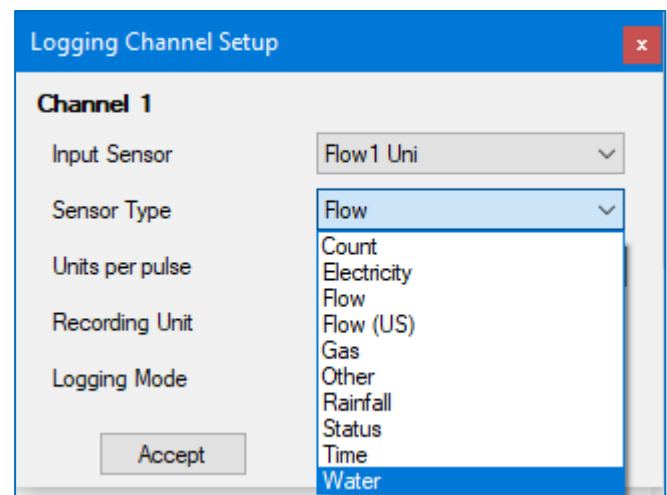 Logging Channel Setup
x
Channel 1
Input Sensor
Flow1 Uni
Sensor Type
Flow
Count
Units per pulse
Electricity
Flow
Recording Unit
Flow (US)
Gas
Logging Mode
Other
Rainfall
Status
Accept
Time
Water